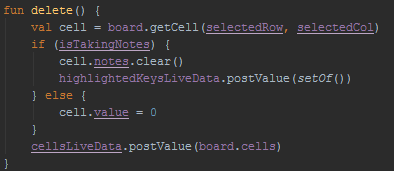 fun delete() {
    val cell = board.getCell(selectedRow, selectedCol)
    if (isTakingNotes) {
        cell.notes.clear()
        highlightedKeysLiveData.postValue(setOf())
    } else {
        cell.value = 0
    }
    cellsLiveData.postValue(board.cells)
}